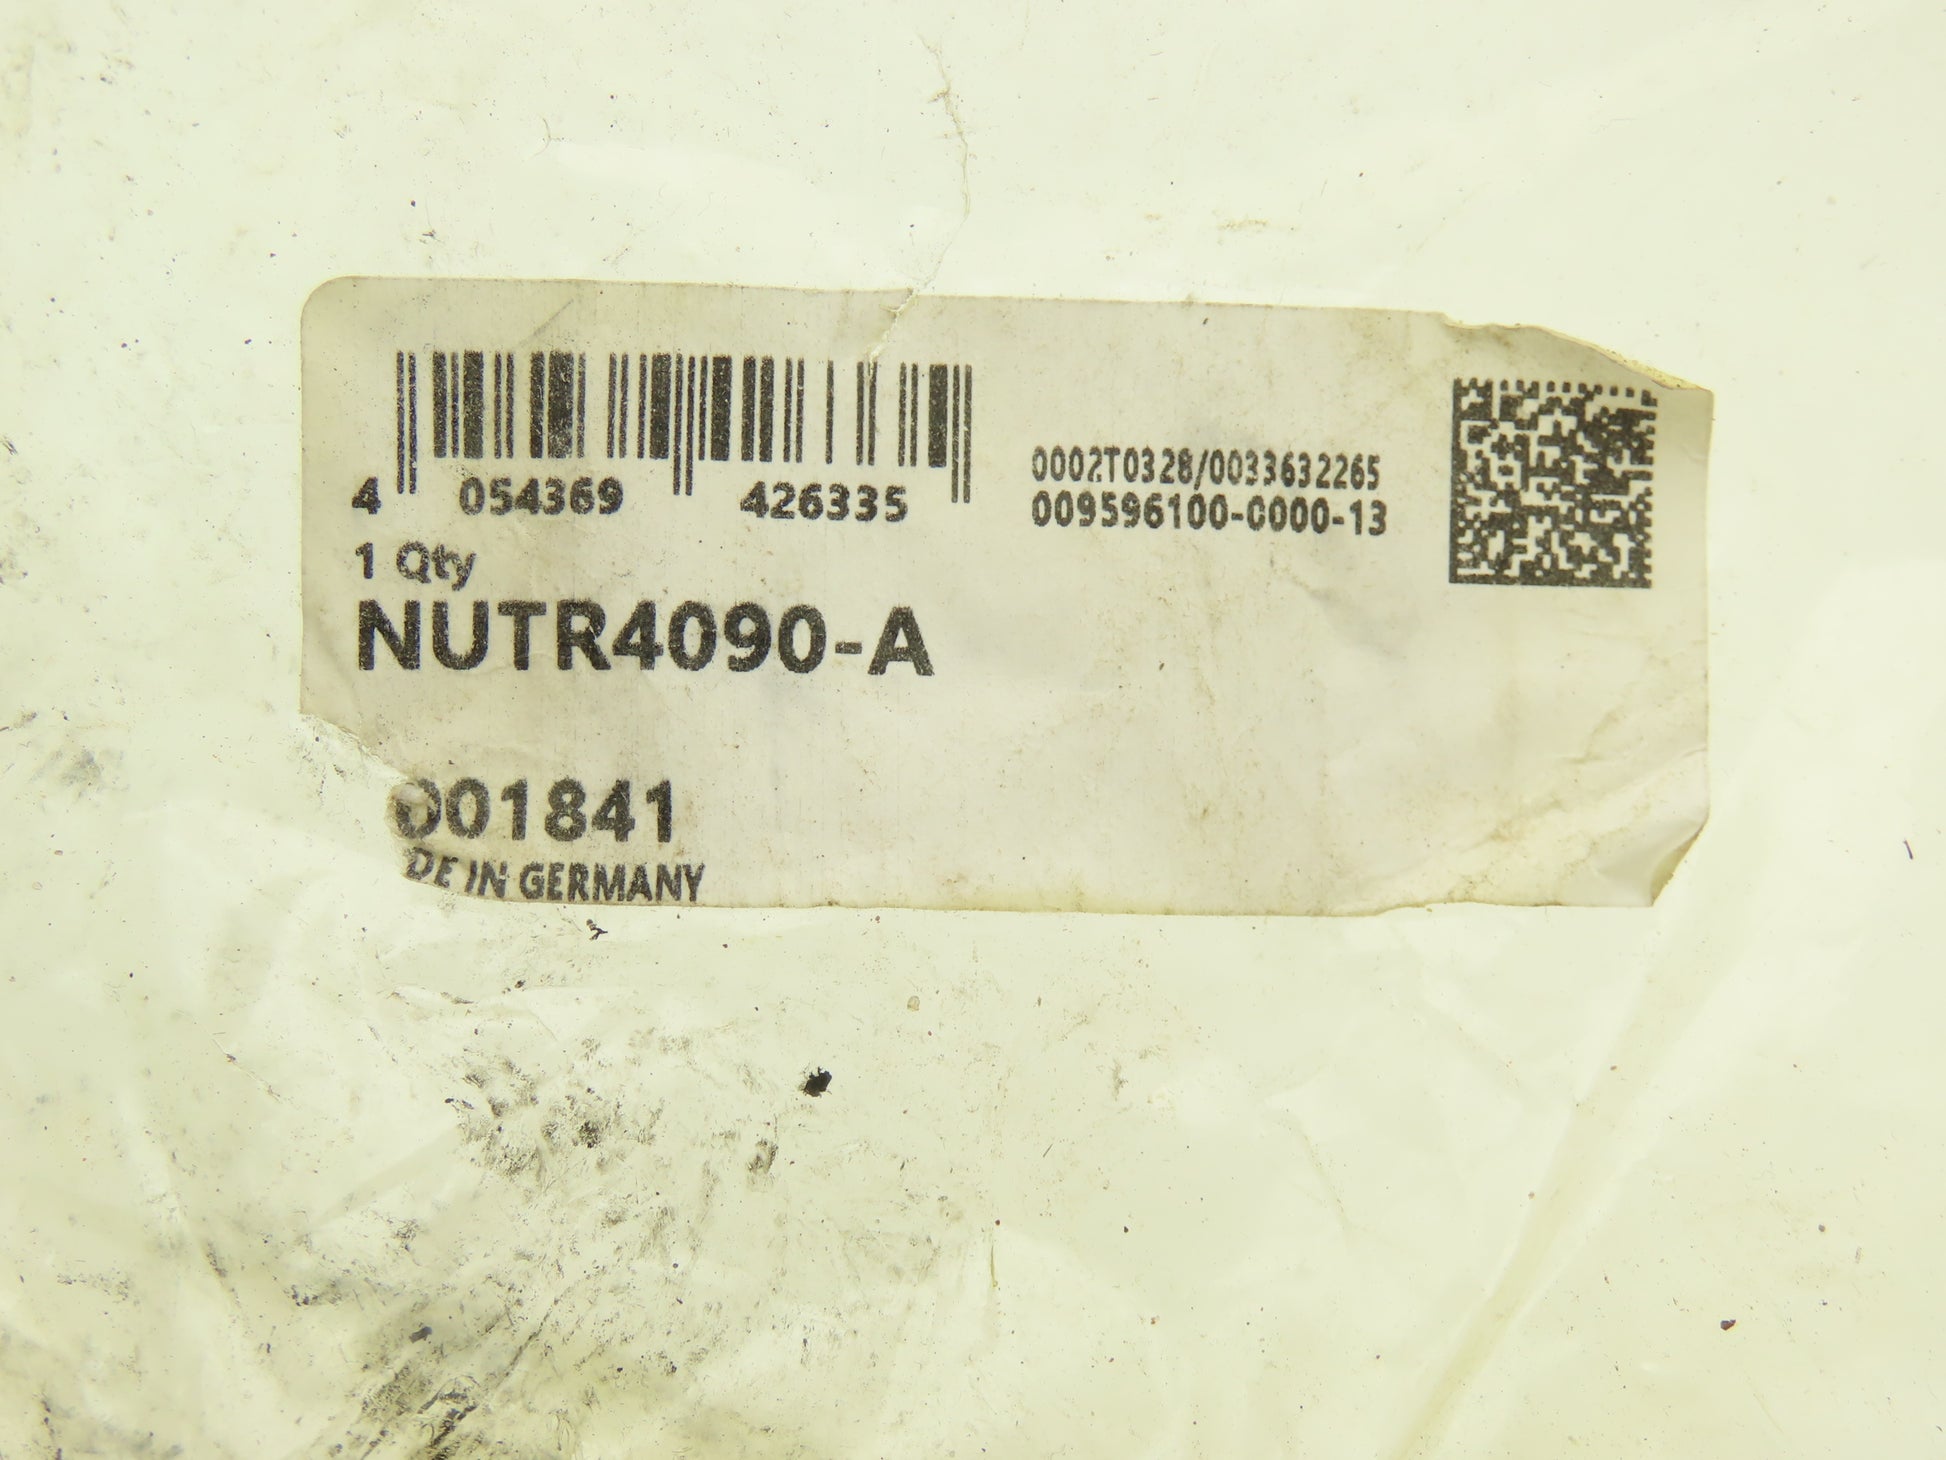 4 054369 426335
0002T0328/0033632265
009596100-0000-13
1 Qty
NUTR4090-A
001841
DE IN GERMANY